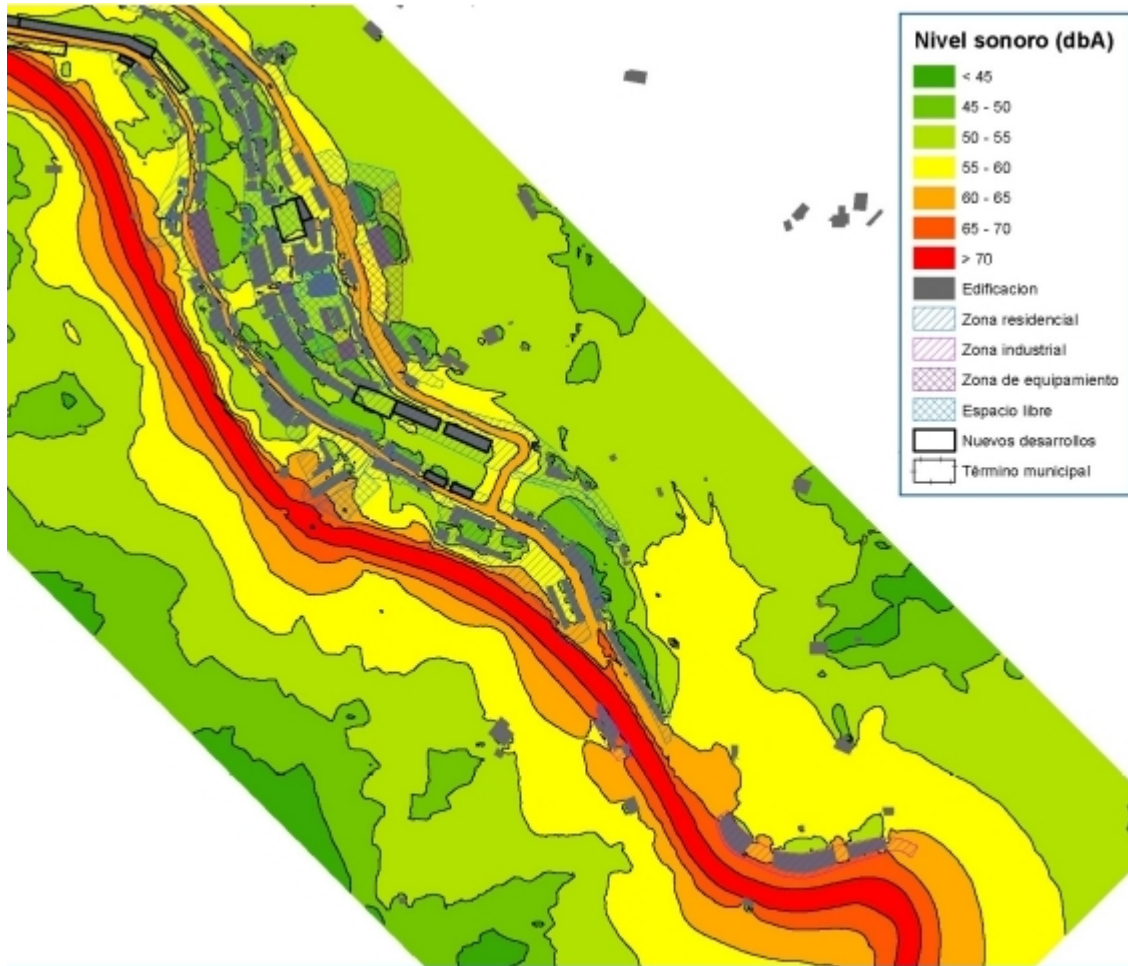 Nivel sonoro (dbA)
< 45
45 - 50
50 - 55
55 - 60
60 - 65
65 - 70
> 70
Edificacion
Zona residencial
Zona industrial
Zona de equipamiento
Espacio libre
Nuevos desarrollos
Término municipal